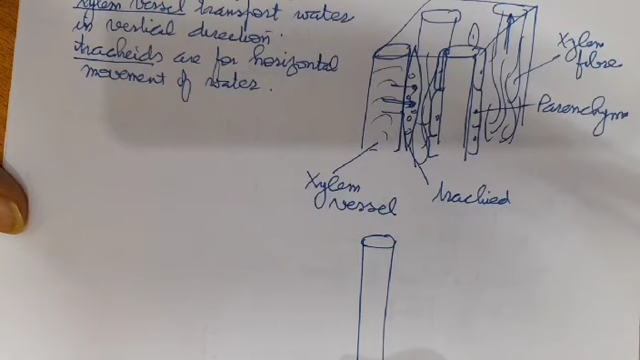 xylem vessel transport water
in vertical direction.
tracheids are for horizontal
movement of water.
Xylem
fibre
Parenchym
Xylem
vessel
trachied